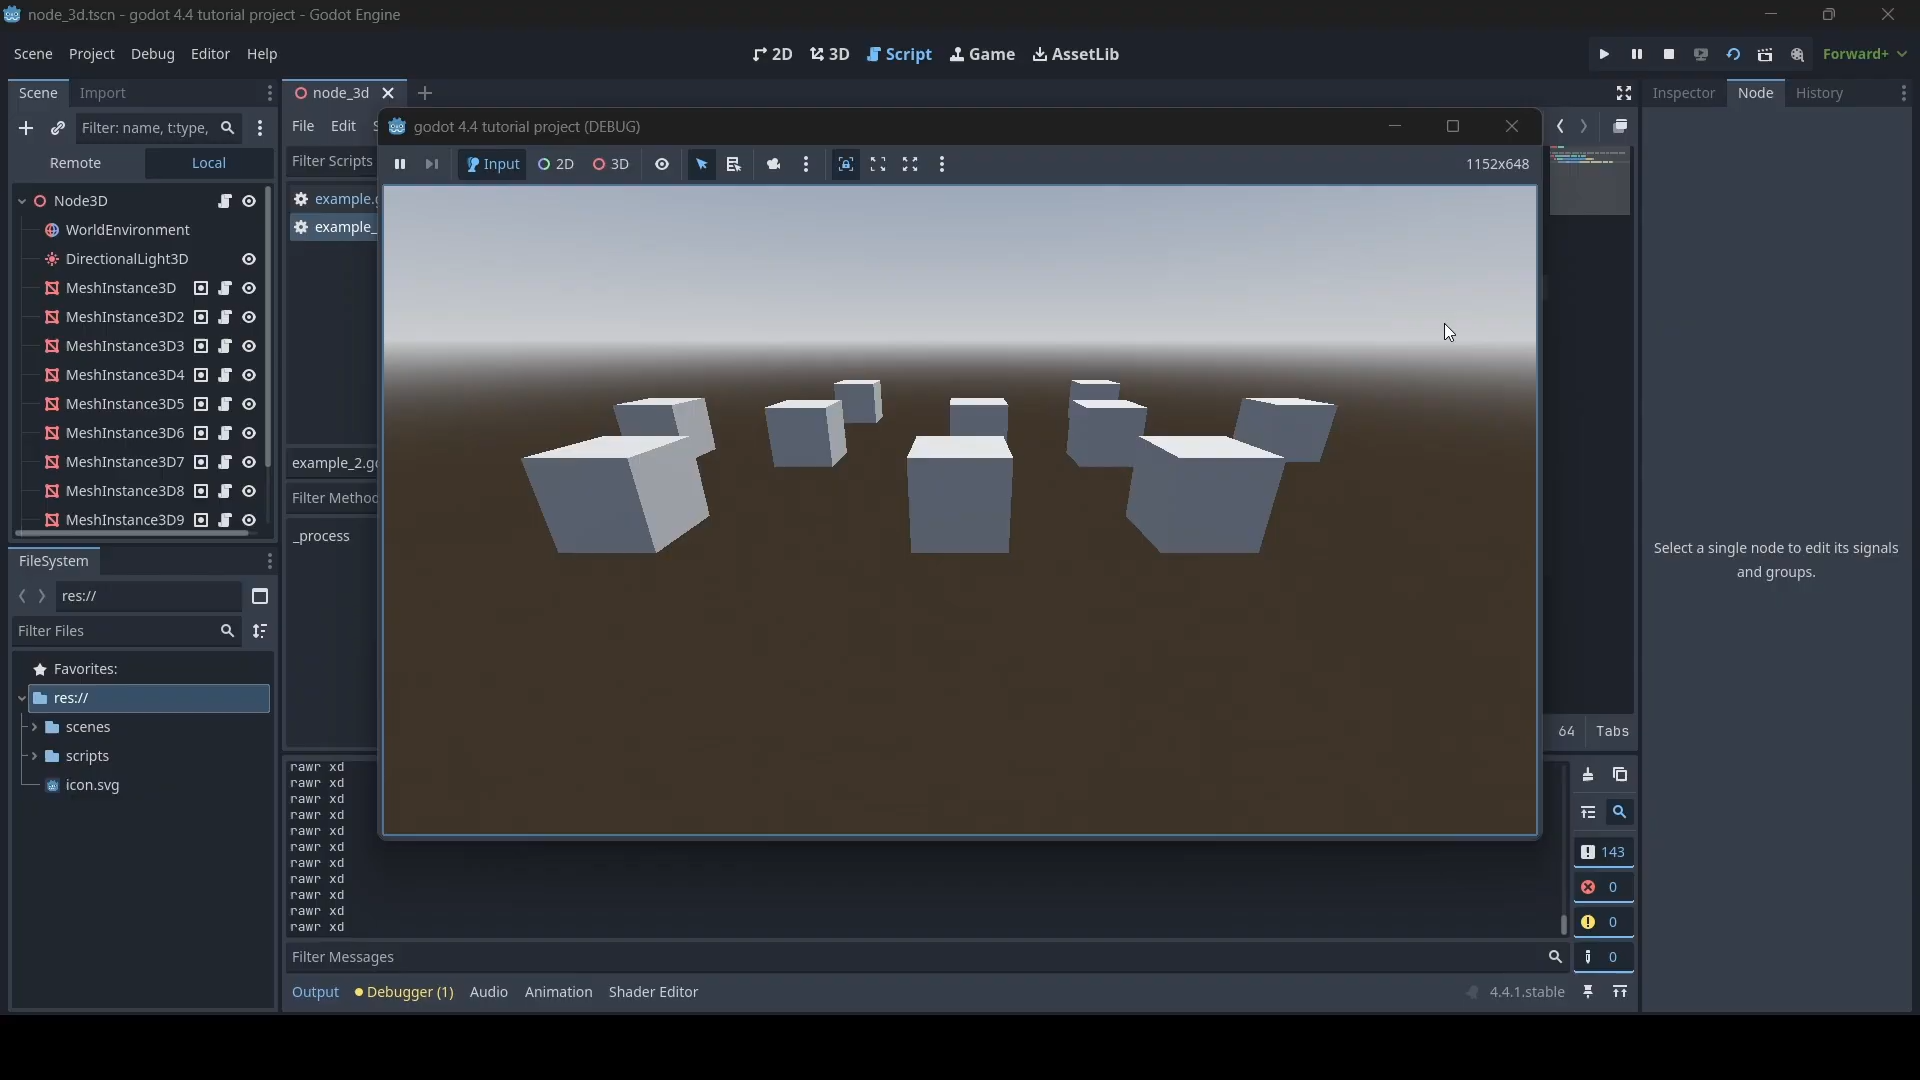 node_3d.tscn - godot 4.4 tutorial project - Godot Engine
Scene Project Debug Editor Help
2D 3D Script Game AssetLib
Forward+
Scene Import
node_3d
Inspector Node History
Filter: name, t:type,
File Edit S
godot 4.4 tutorial project (DEBUG)
Remote Local
Filter Scripts
Input 2D 3D
1152x648
Node3D
example.g
WorldEnvironment
example_
DirectionalLight3D
MeshInstance3D
MeshInstance3D2
MeshInstance3D3
MeshInstance3D4
MeshInstance3D5
MeshInstance3D6
MeshInstance3D7
MeshInstance3D8
MeshInstance3D9
example_2.g
Filter Method
_process
Select a single node to edit its signals
and groups.
FileSystem
res://
Filter Files
Favorites:
res://
scenes
scripts
icon.svg
64 Tabs
rawr xd
rawr xd
rawr xd
rawr xd
rawr xd
rawr xd
rawr xd
rawr xd
rawr xd
rawr xd
rawr xd
143
0
0
0
Filter Messages
Output Debugger (1) Audio Animation Shader Editor
4.4.1.stable